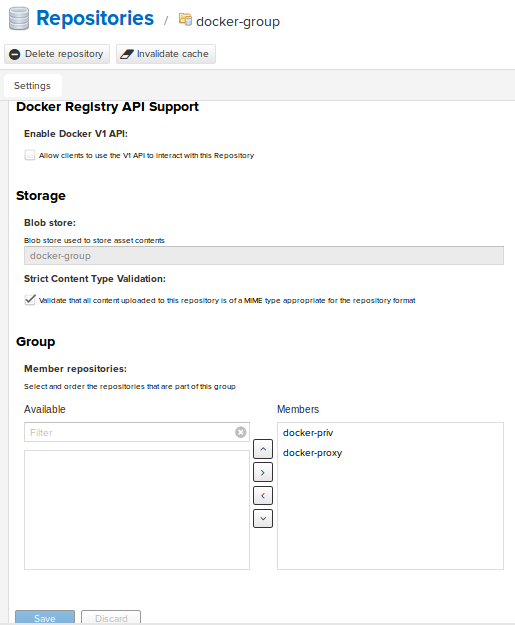 Repositories / docker-group
Delete repository Invalidate cache
Settings
Docker Registry API Support
Enable Docker V1 API:
Allow clients to use the V1 API to interact with this Repository
Storage
Blob store:
Blob store used to store asset contents
docker-group
Strict Content Type Validation:
Validate that all content uploaded to this repository is of a MIME type appropriate for the repository format
Group
Member repositories:
Select and order the repositories that are part of this group
Available Members
Filter
docker-priv
docker-proxy
Save Discard